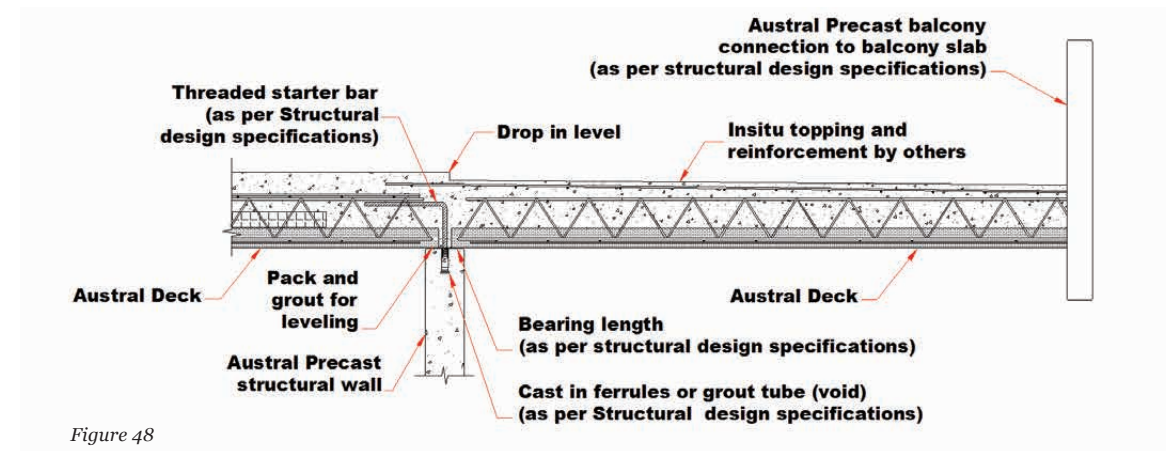 Austral Precast balcony
connection to balcony slab
(as per structural design specifications)
Threaded starter bar
(as per Structural
design specifications)
Drop in level
Insitu topping and
reinforcement by others
Austral Deck
Pack and
grout for
leveling
Austral Deck
Bearing length
(as per structural design specifications)
Austral Precast
structural wall
Cast in ferrules or grout tube (void)
(as per Structural design specifications)
Figure 48